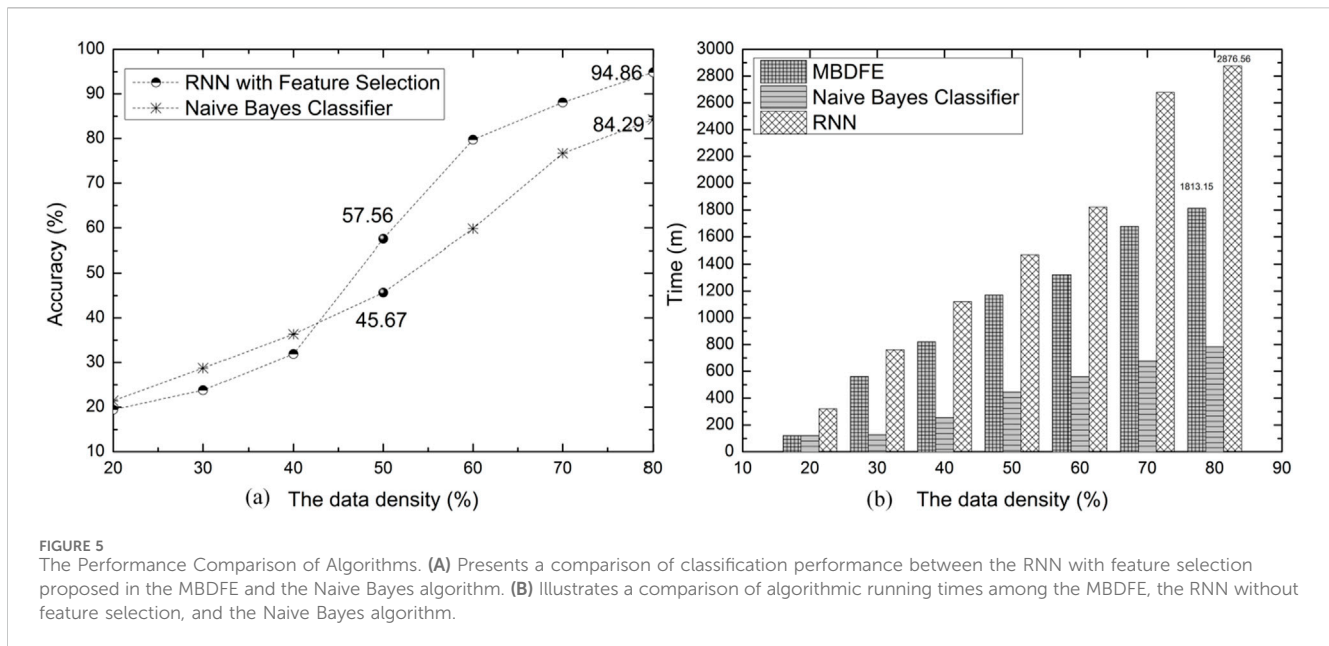 100
90
80
70
60
50
40
30
20
10
Accuracy (%)
RNN with Feature Selection
Naive Bayes Classifier
94.86
84.29
57.56
45.67
20 30 40 50 60 70 80
(a) The data density (%)
3000
2800
2600
2400
2200
2000
1800
1600
1400
1200
1000
800
600
400
200
0
Time (m)
MBDFE
Naive Bayes Classifier
RNN
2876.56
1813.15
10 20 30 40 50 60 70 80 90
(b) The data density (%)
FIGURE 5
The Performance Comparison of Algorithms. (A) Presents a comparison of classification performance between the RNN with feature selection
proposed in the MBDFE and the Naive Bayes algorithm. (B) Illustrates a comparison of algorithmic running times among the MBDFE, the RNN without
feature selection, and the Naive Bayes algorithm.